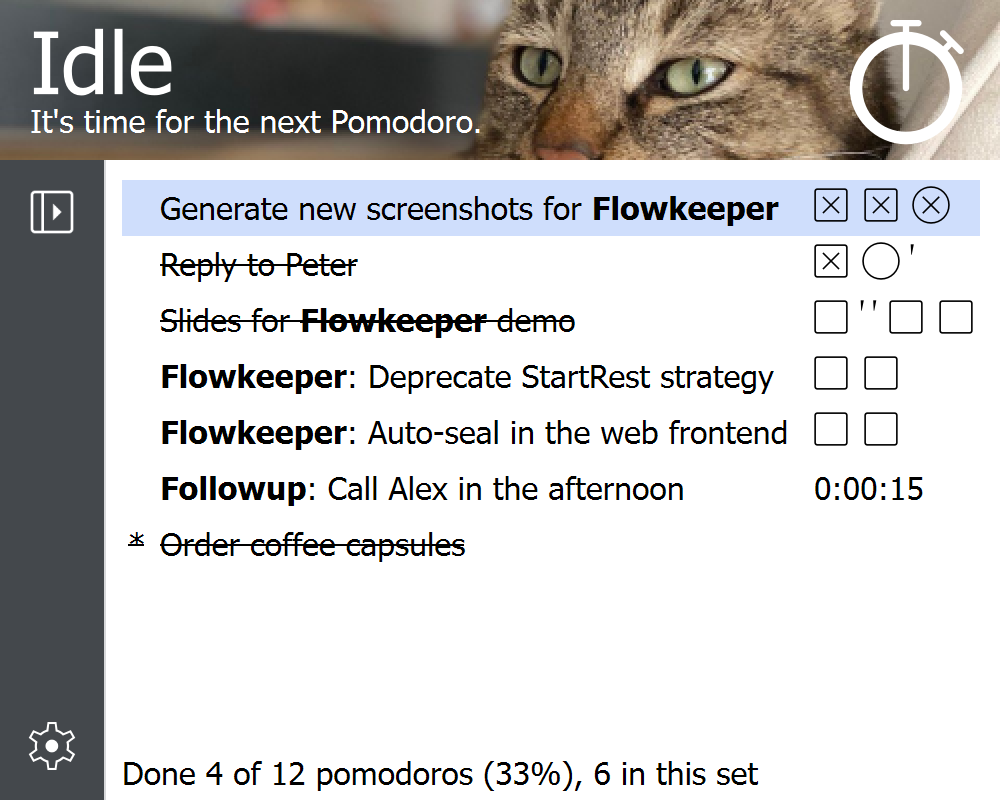 Idle
It's time for the next Pomodoro.
Generate new screenshots for Flowkeeper
Reply to Peter
'
Slides for Flowkeeper demo
' '
Flowkeeper: Deprecate StartRest strategy
Flowkeeper: Auto-seal in the web frontend
Followup: Call Alex in the afternoon 0:00:15
* Order coffee capsules
Done 4 of 12 pomodoros (33%), 6 in this set